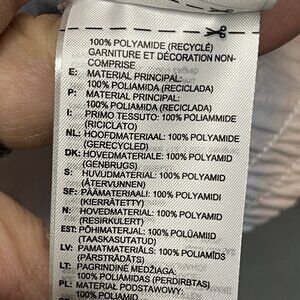 100% POLYAMIDE (RECYCLÉ)
GARNITURE ET DÉCORATION NON-
COMPRISE
E: MATERIAL PRINCIPAL:
100% POLIAMIDA (RECICLADA)
P: MATERIAL PRINCIPAL:
100% POLIAMIDA (RECICLADA)
I: PRIMO TESSUTO: 100% POLIAMMIDE
(RICICLATO)
NL: HOOFDMATERIAAL: 100% POLYAMIDE
(GERECYCLED)
DK: HOVEDMATERIALE: 100% POLYAMID
(GENBRUGS)
S: HUVUDMATERIAL: 100% POLYAMID
(ÅTERVUNNEN)
SF: PÄÄMATERIAALI: 100% POLYAMIDI
(KIERRÄTETTY)
N: HOVEDMATERIAL: 100% POLYAMID
(RESIRKULERT)
EST: PÕHIMATERJAL: 100% POLÜAMIID
(TAASKASUTATUD)
LV: PAMATMATERIĀLS: 100% POLIAMĪDS
(PĀRSTRĀDĀTS)
LT: PAGRINDINĖ MEDŽIAGA:
100% POLIAMIDAS (PERDIRBTAS)
PL: MATERIAŁ PODSTAWOWY:
100% POLIAMID